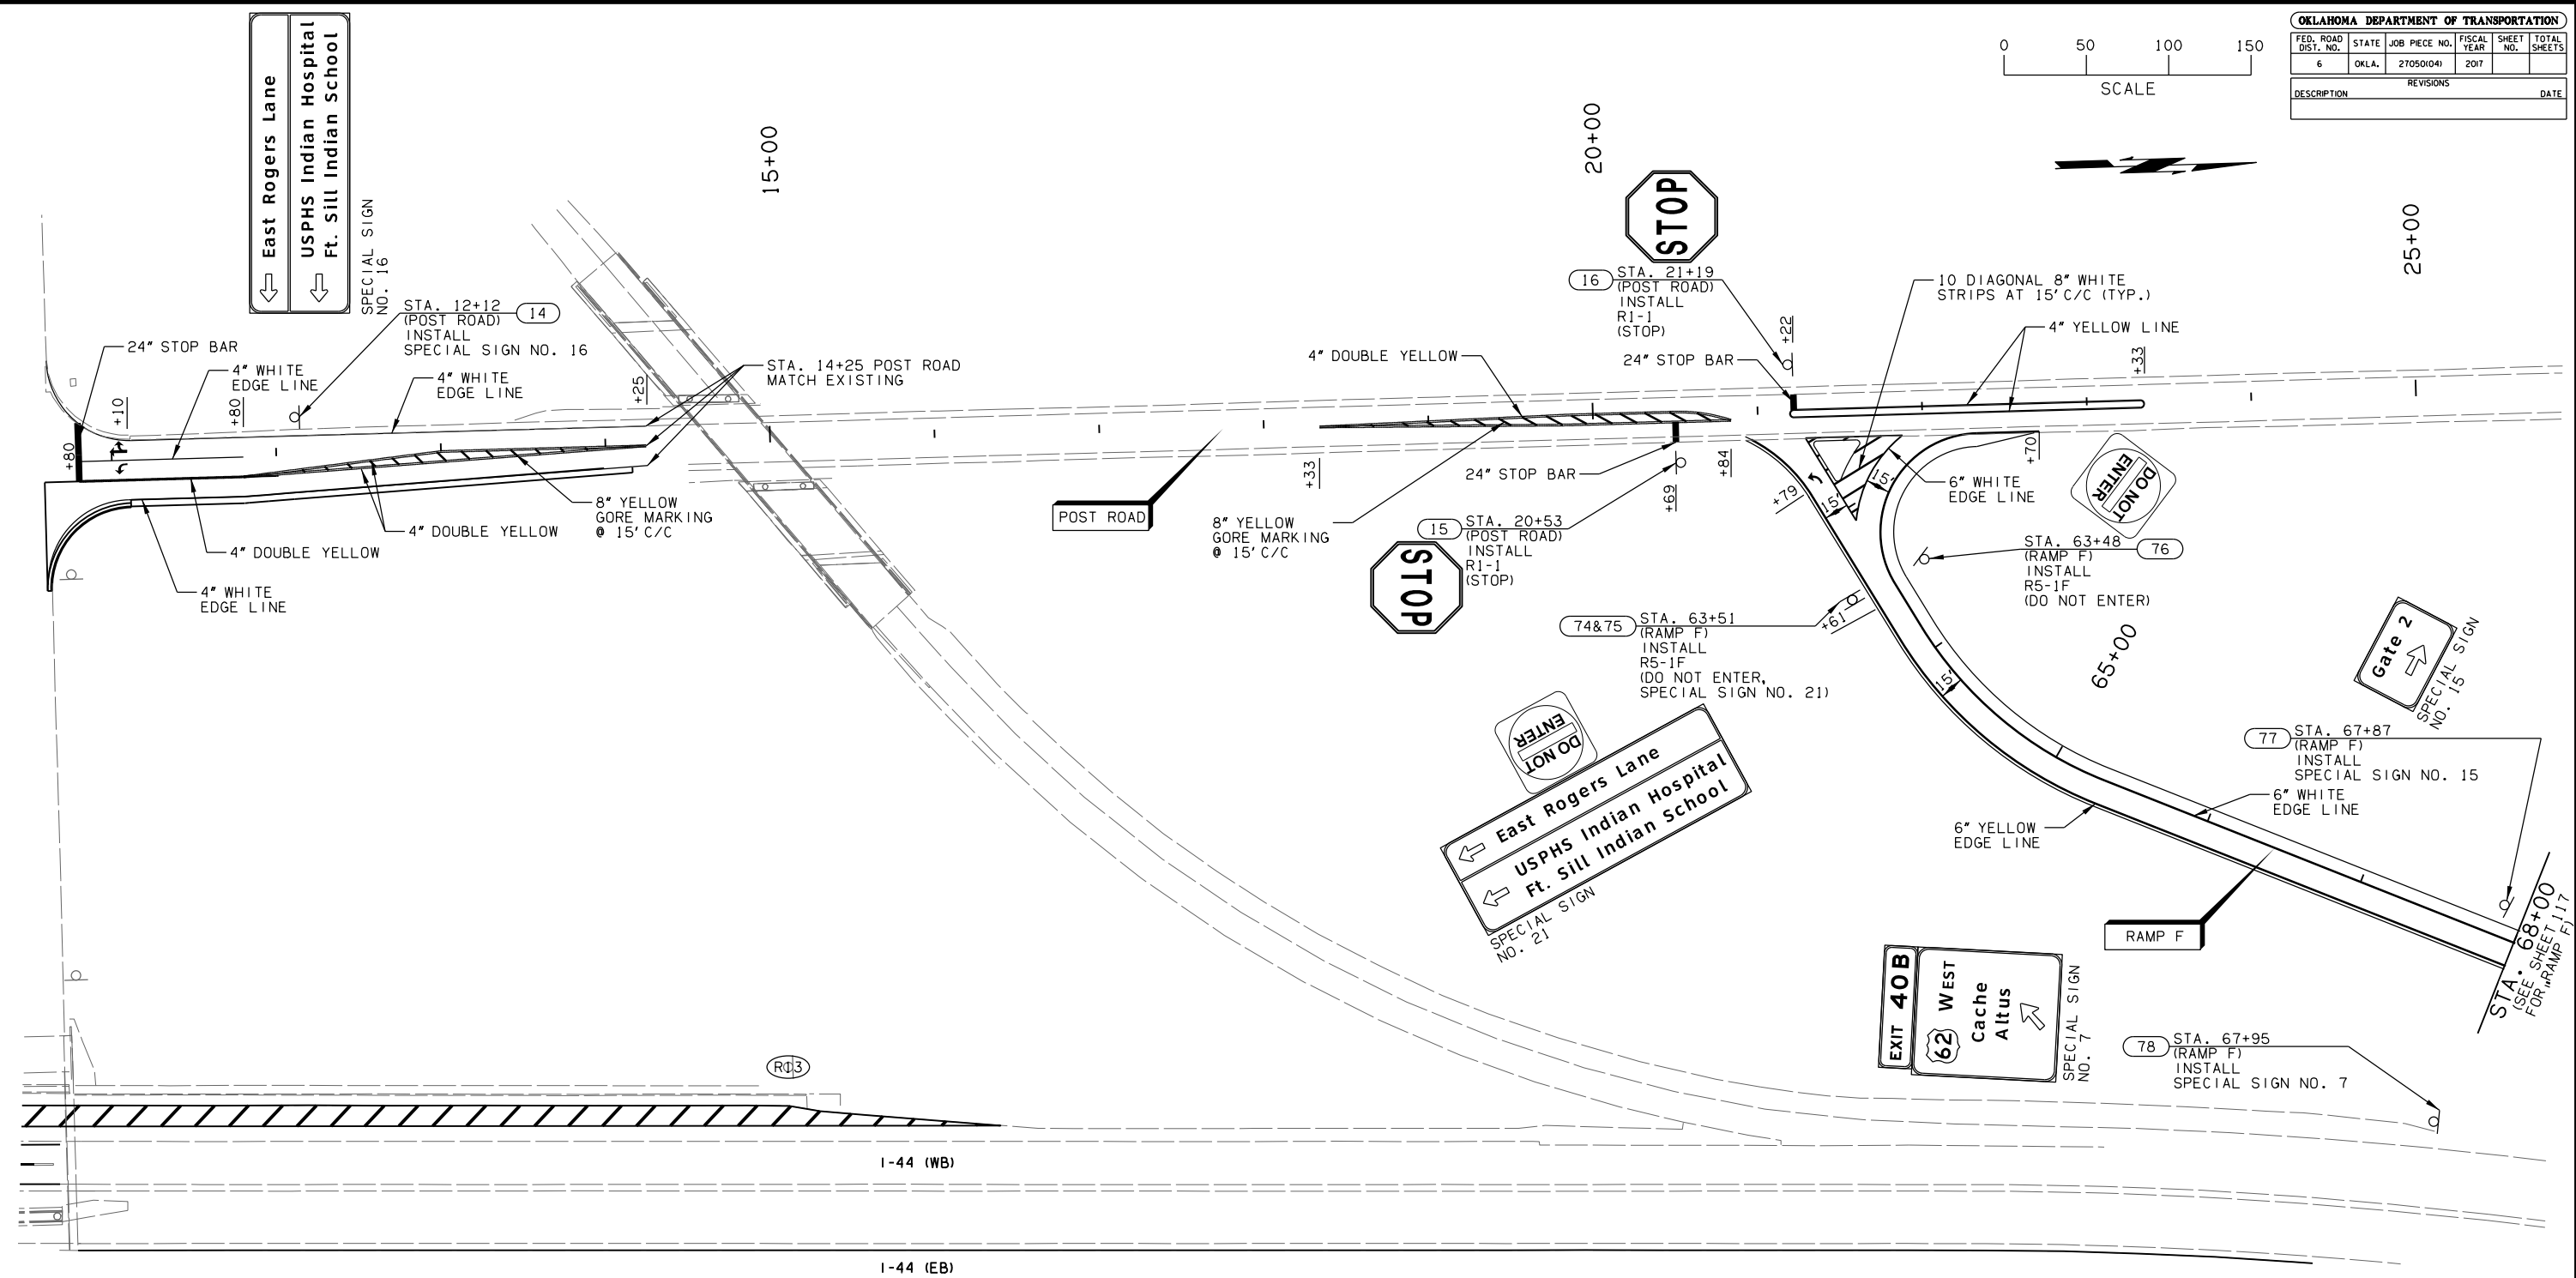 OKLAHOMA DEPARTMENT OF TRANSPORTATION
FED. ROAD DIST. NO.
STATE
JOB PIECE NO.
FISCAL YEAR
SHEET NO.
TOTAL SHEETS
6
OKLA.
27050(04)
2017
REVISIONS
DESCRIPTION
DATE
0 50 100 150
SCALE
East Rogers Lane
USPHS Indian Hospital
Ft. Sill Indian School
SPECIAL SIGN
NO. 16
15+00
20+00
25+00
STOP
16
STA. 21+19
(POST ROAD)
INSTALL
R1-1
(STOP)
10 DIAGONAL 8" WHITE
STRIPS AT 15' C/C (TYP.)
4" YELLOW LINE
+22
+33
24" STOP BAR
STA. 12+12
14
(POST ROAD)
INSTALL
SPECIAL SIGN NO. 16
24" STOP BAR
4" WHITE
EDGE LINE
4" WHITE
EDGE LINE
+10
+80
+25
+80
STA. 14+25 POST ROAD
MATCH EXISTING
4" DOUBLE YELLOW
POST ROAD
+33
24" STOP BAR
+69
+84
+79
15'
15'
+70
6" WHITE
EDGE LINE
DO NOT
ENTER
8" YELLOW
GORE MARKING
@ 15' C/C
4" DOUBLE YELLOW
4" DOUBLE YELLOW
4" WHITE
EDGE LINE
8" YELLOW
GORE MARKING
@ 15' C/C
15
STA. 20+53
(POST ROAD)
INSTALL
R1-1
(STOP)
STOP
STA. 63+48
76
(RAMP F)
INSTALL
R5-1F
(DO NOT ENTER)
74&75
STA. 63+51
(RAMP F)
INSTALL
R5-1F
(DO NOT ENTER,
SPECIAL SIGN NO. 21)
+61
15'
65+00
Gate 2
SPECIAL SIGN
NO. 15
77
STA. 67+87
(RAMP F)
INSTALL
SPECIAL SIGN NO. 15
6" WHITE
EDGE LINE
6" YELLOW
EDGE LINE
DO NOT
ENTER
East Rogers Lane
USPHS Indian Hospital
Ft. Sill Indian School
SPECIAL SIGN
NO. 21
RAMP F
STA. 68+00
(SEE SHEET 117
FOR RAMP F)
EXIT 40B
62 WEST
Cache
Altus
SPECIAL SIGN
NO. 7
78
STA. 67+95
(RAMP F)
INSTALL
SPECIAL SIGN NO. 7
I-44 (WB)
I-44 (EB)